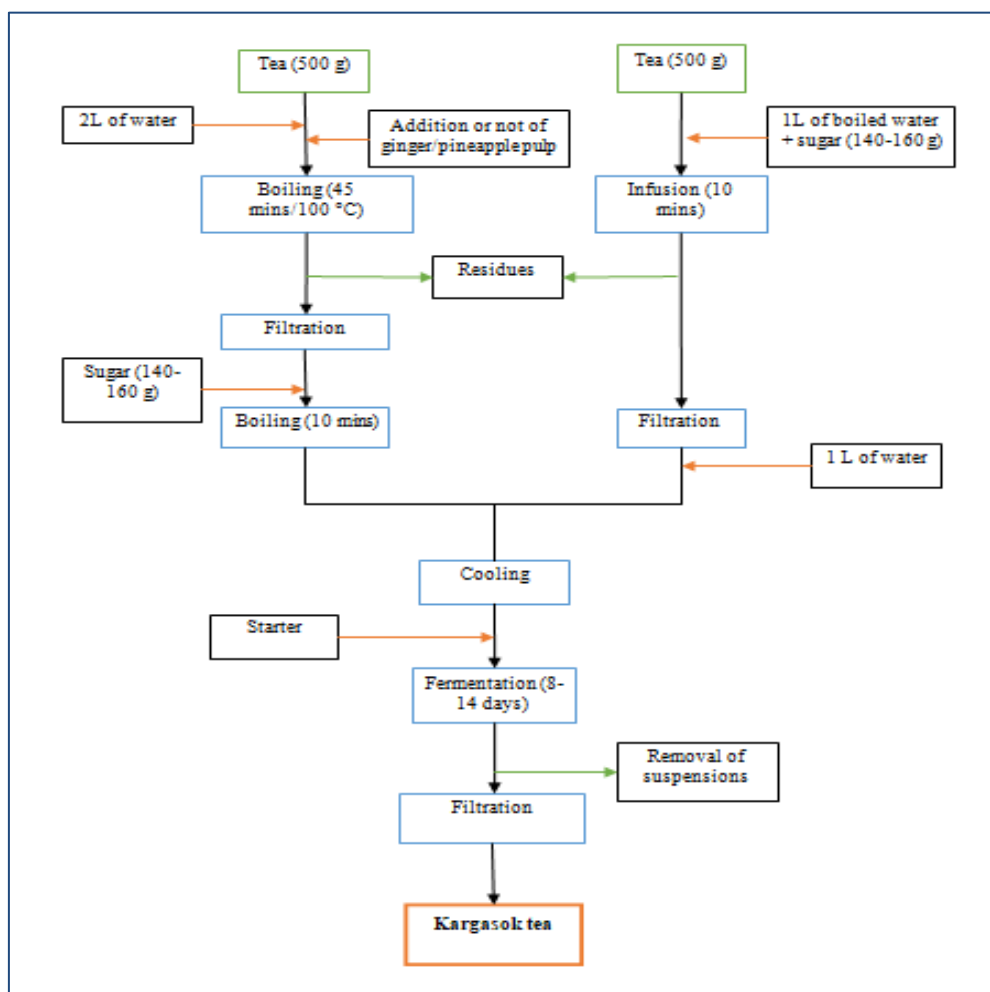 Tea (500 g)
Tea (500 g)
2L of water
Addition or not of
ginger/pineapple pulp
1L of boiled water
+ sugar (140-160 g)
Boiling (45
mins/100 °C)
Infusion (10
mins)
Residues
Filtration
Sugar (140-
160 g)
Boiling (10 mins)
Filtration
1 L of water
Cooling
Starter
Fermentation (8-
14 days)
Removal of
suspensions
Filtration
Kargasok tea